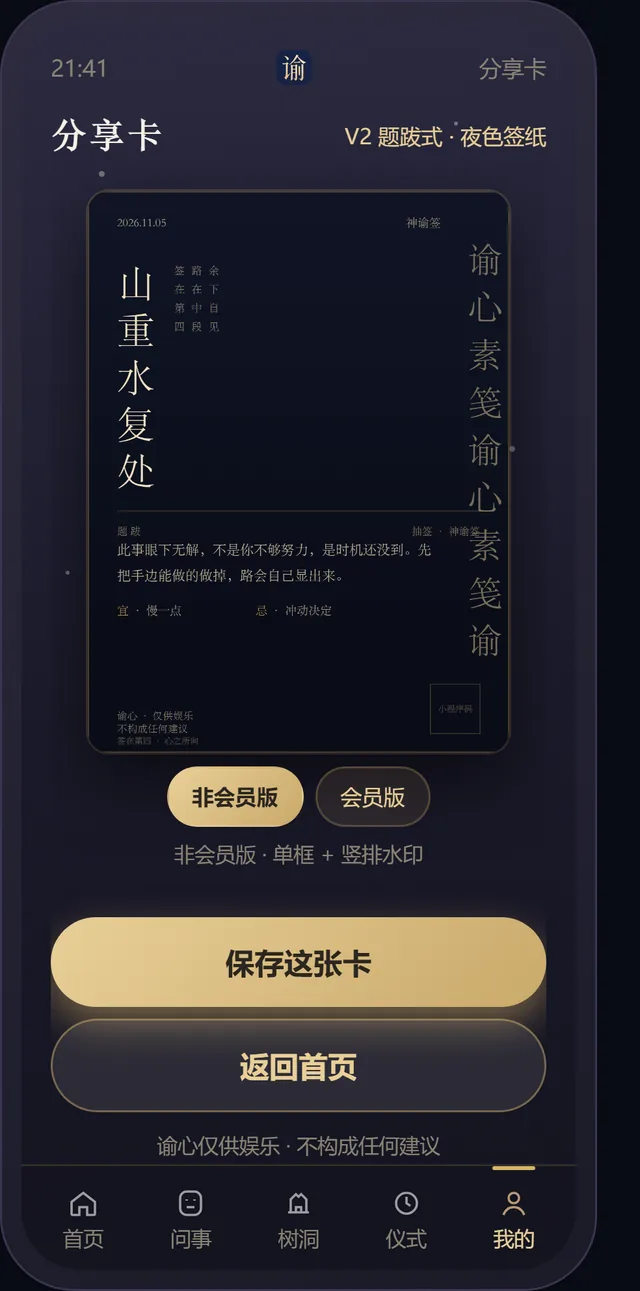 21:41
谕
分享卡
分享卡
V2 题跋式 · 夜色签纸
2026.11.05
神谕签
山重水复处
余下自见
路在中段
签在第四
谕心素笺谕心素笺谕
题跋
抽签 · 神谕签
此事眼下无解，不是你不够努力，是时机还没到。先
把手边能做的做掉，路会自己显出来。
宜 · 慢一点
忌 · 冲动决定
小程序码
谕心 · 仅供娱乐
不构成任何建议
非会员版
会员版
非会员版 · 单框 + 竖排水印
保存这张卡
返回首页
谕心仅供娱乐 · 不构成任何建议
首页
问事
树洞
仪式
我的